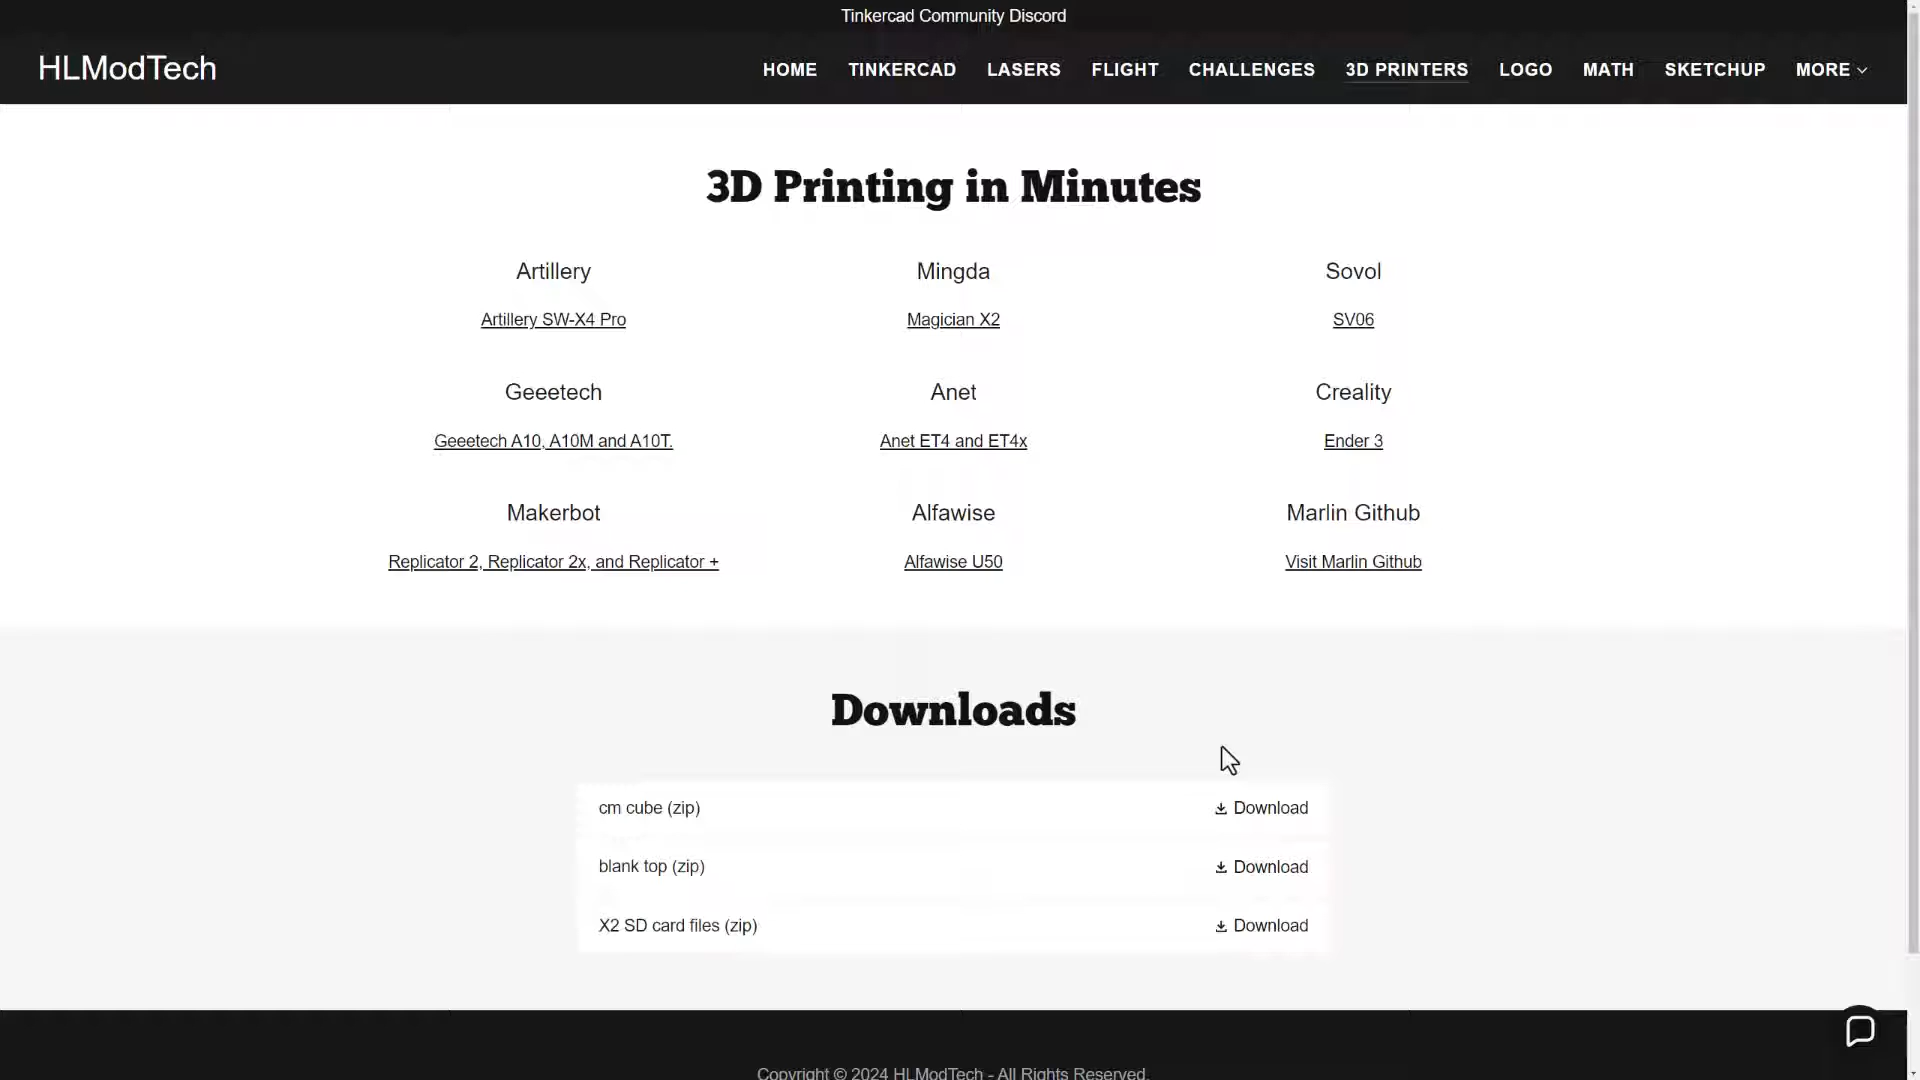 Tinkercad Community Discord
HLModTech
HOME TINKERCAD LASERS FLIGHT CHALLENGES 3D PRINTERS LOGO MATH SKETCHUP MORE
3D Printing in Minutes
Artillery Mingda Sovol
Artillery SW-X4 Pro Magician X2 SV06
Geeetech Anet Creality
Geeetech A10, A10M and A10T. Anet ET4 and ET4x Ender 3
Makerbot Alfawise Marlin Github
Replicator 2, Replicator 2x, and Replicator + Alfawise U50 Visit Marlin Github
Downloads
cm cube (zip) Download
blank top (zip) Download
X2 SD card files (zip) Download
Copyright © 2024 HLModTech - All Rights Reserved.